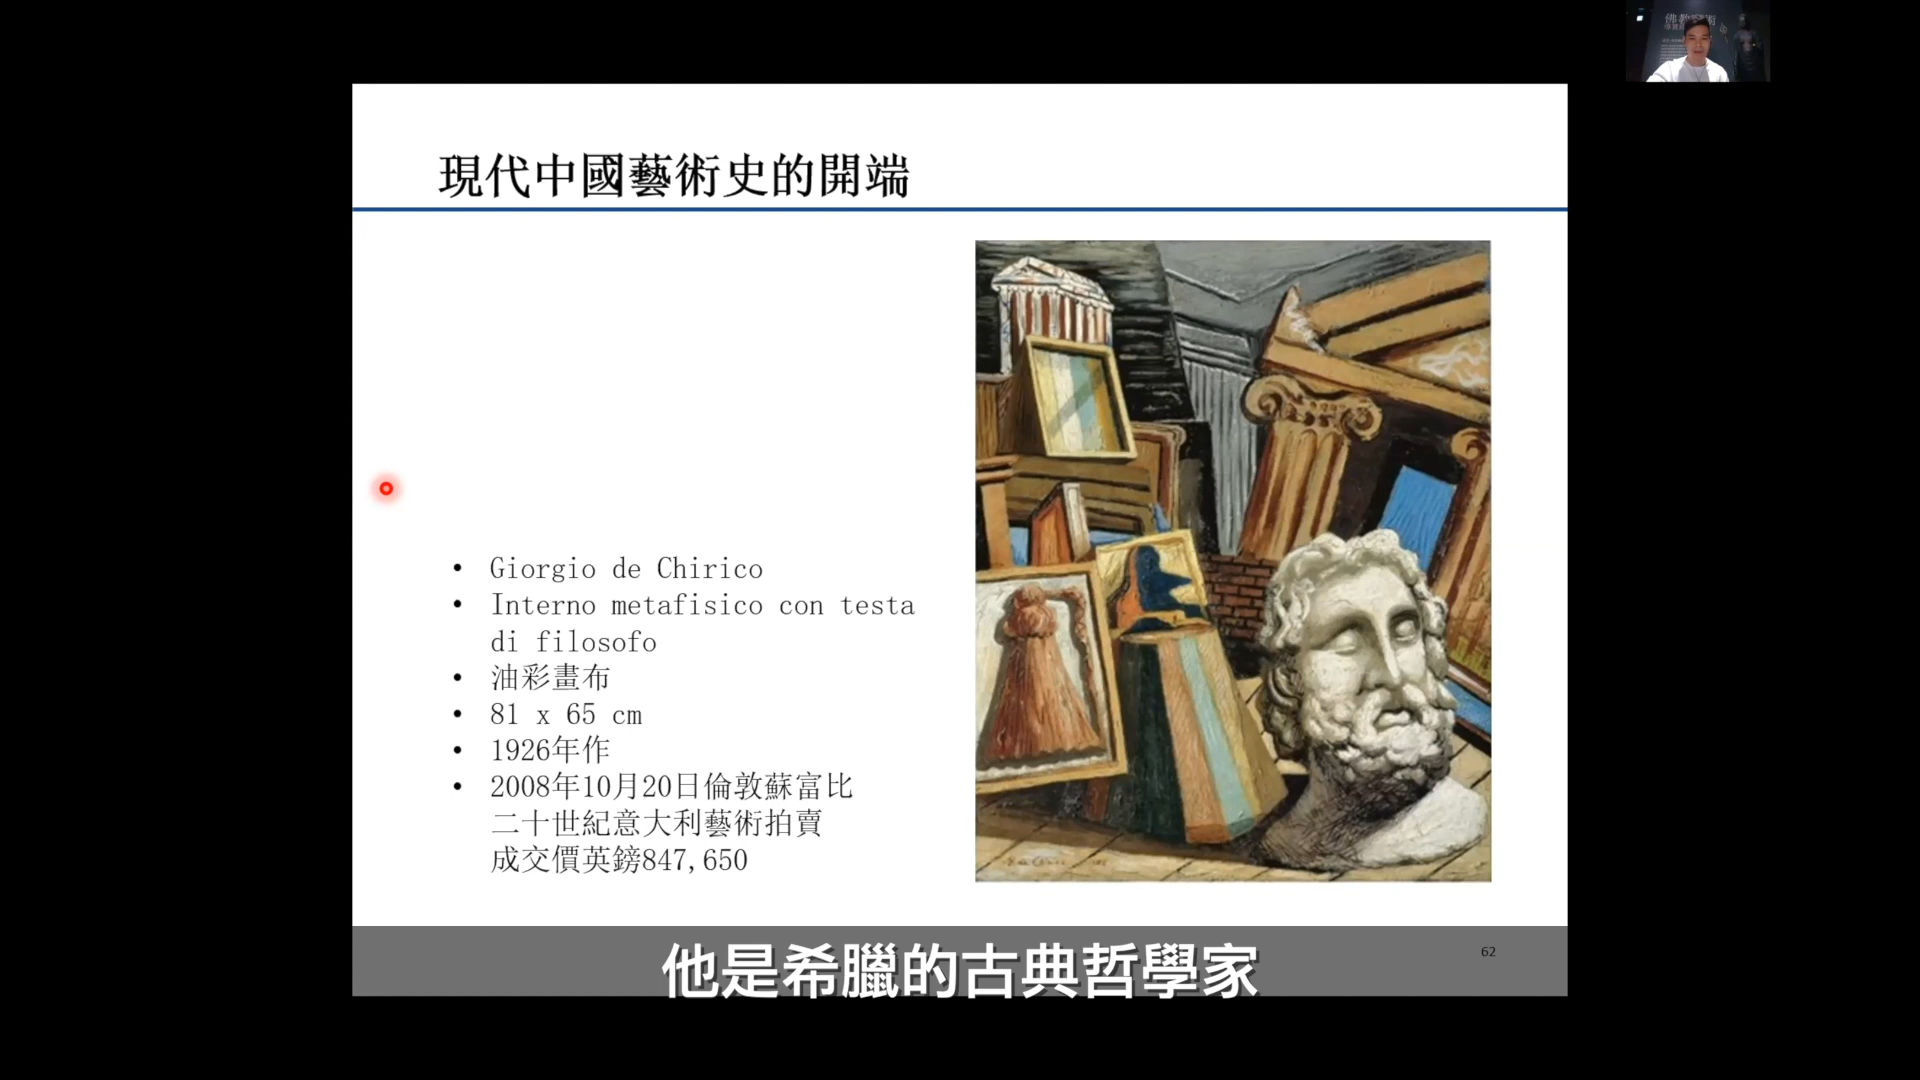 佛教藝術
現代中國藝術史的開端
• Giorgio de Chirico
• Interno metafisico con testa
di filosofo
• 油彩畫布
• 81 x 65 cm
• 1926年作
• 2008年10月20日倫敦蘇富比
二十世紀意大利藝術拍賣
成交價英鎊847,650
他是希臘的古典哲學家
62